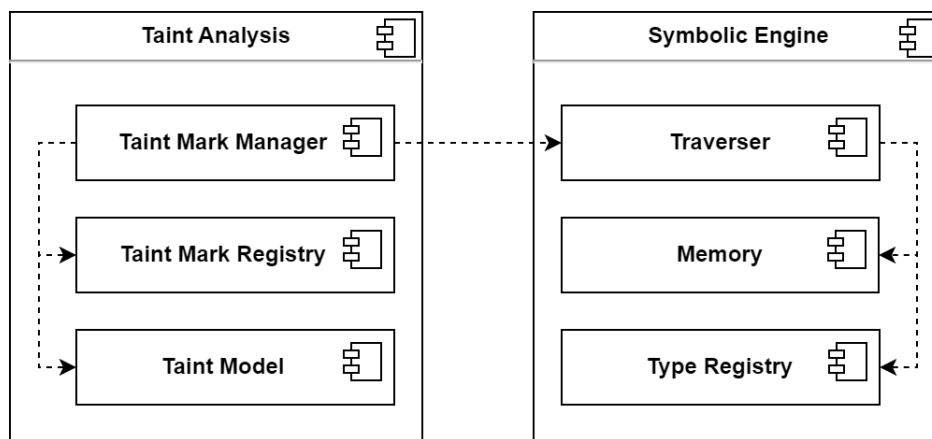 Taint Analysis
Taint Mark Manager
Taint Mark Registry
Taint Model
Symbolic Engine
Traverser
Memory
Type Registry